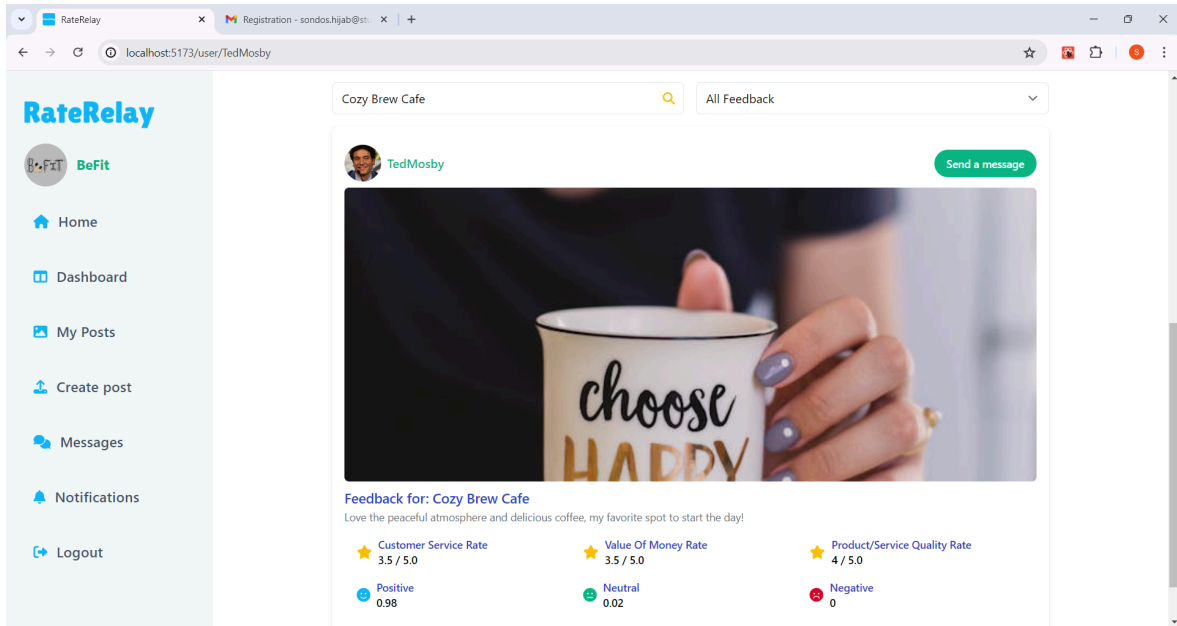 RateRelay
Registration - sondos.hijab@st
localhost:5173/user/TedMosby
S
RateRelay
BeFiT
BeFit
Home
Dashboard
My Posts
Create post
Messages
Notifications
Logout
Cozy Brew Cafe
All Feedback
TedMosby
Send a message
choose
HAPPY
Feedback for: Cozy Brew Cafe
Love the peaceful atmosphere and delicious coffee, my favorite spot to start the day!
Customer Service Rate
3.5 / 5.0
Value Of Money Rate
3.5 / 5.0
Product/Service Quality Rate
4 / 5.0
Positive
0.98
Neutral
0.02
Negative
0